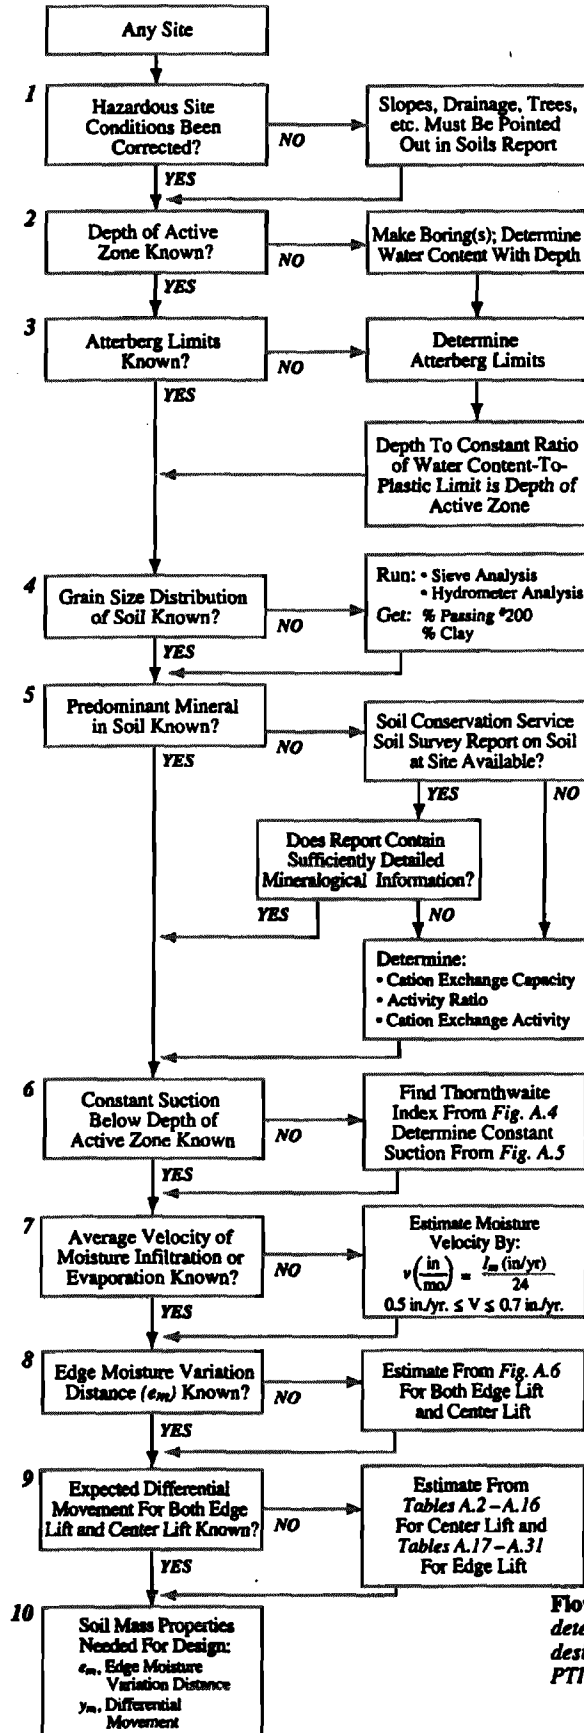 Any Site
1
Hazardous Site
Conditions Been
Corrected?
NO
Slopes, Drainage, Trees,
etc. Must Be Pointed
Out in Soils Report
YES
2
Depth of Active
Zone Known?
NO
Make Boring(s); Determine
Water Content With Depth
YES
3
Atterberg Limits
Known?
NO
Determine
Atterberg Limits
YES
Depth To Constant Ratio
of Water Content-To-
Plastic Limit is Depth of
Active Zone
4
Grain Size Distribution
of Soil Known?
NO
Run: • Sieve Analysis
• Hydrometer Analysis
Get: % Passing #200
% Clay
YES
5
Predominant Mineral
in Soil Known?
NO
Soil Conservation Service
Soil Survey Report on Soil
at Site Available?
YES
YES
NO
Does Report Contain
Sufficiently Detailed
Mineralogical Information?
YES
NO
Determine:
• Cation Exchange Capacity
• Activity Ratio
• Cation Exchange Activity
6
Constant Suction
Below Depth of
Active Zone Known
NO
Find Thornthwaite
Index From Fig. A.4
Determine Constant
Suction From Fig. A.5
YES
7
Average Velocity of
Moisture Infiltration or
Evaporation Known?
NO
Estimate Moisture
Velocity By:
v(in/mo) = Im (in/yr)/24
0.5 in./yr. ≤ V ≤ 0.7 in./yr.
YES
8
Edge Moisture Variation
Distance (em) Known?
NO
Estimate From Fig. A.6
For Both Edge Lift
and Center Lift
YES
9
Expected Differential
Movement For Both Edge
Lift and Center Lift Known?
NO
Estimate From
Tables A.2–A.16
For Center Lift and
Tables A.17–A.31
For Edge Lift
YES
10
Soil Mass Properties
Needed For Design:
em, Edge Moisture
Variation Distance
ym, Differential
Movement
Flo
dete
desi
PTI